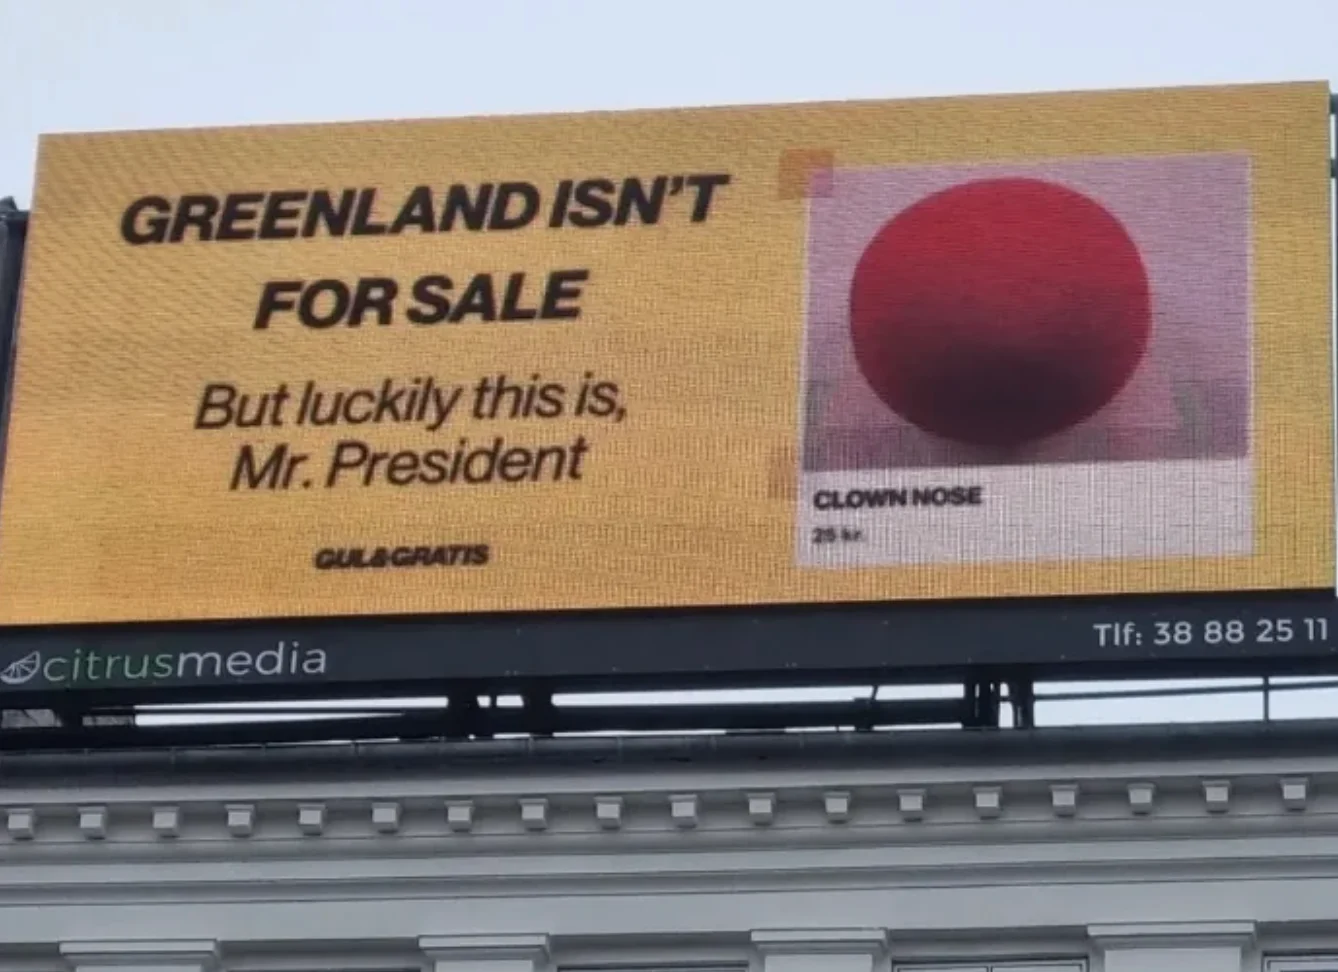 GREENLAND ISN'T
FOR SALE
But luckily this is,
Mr. President
GUL&GRATIS
CLOWN NOSE
25 kr.
citrusmedia
Tlf: 38 88 25 11